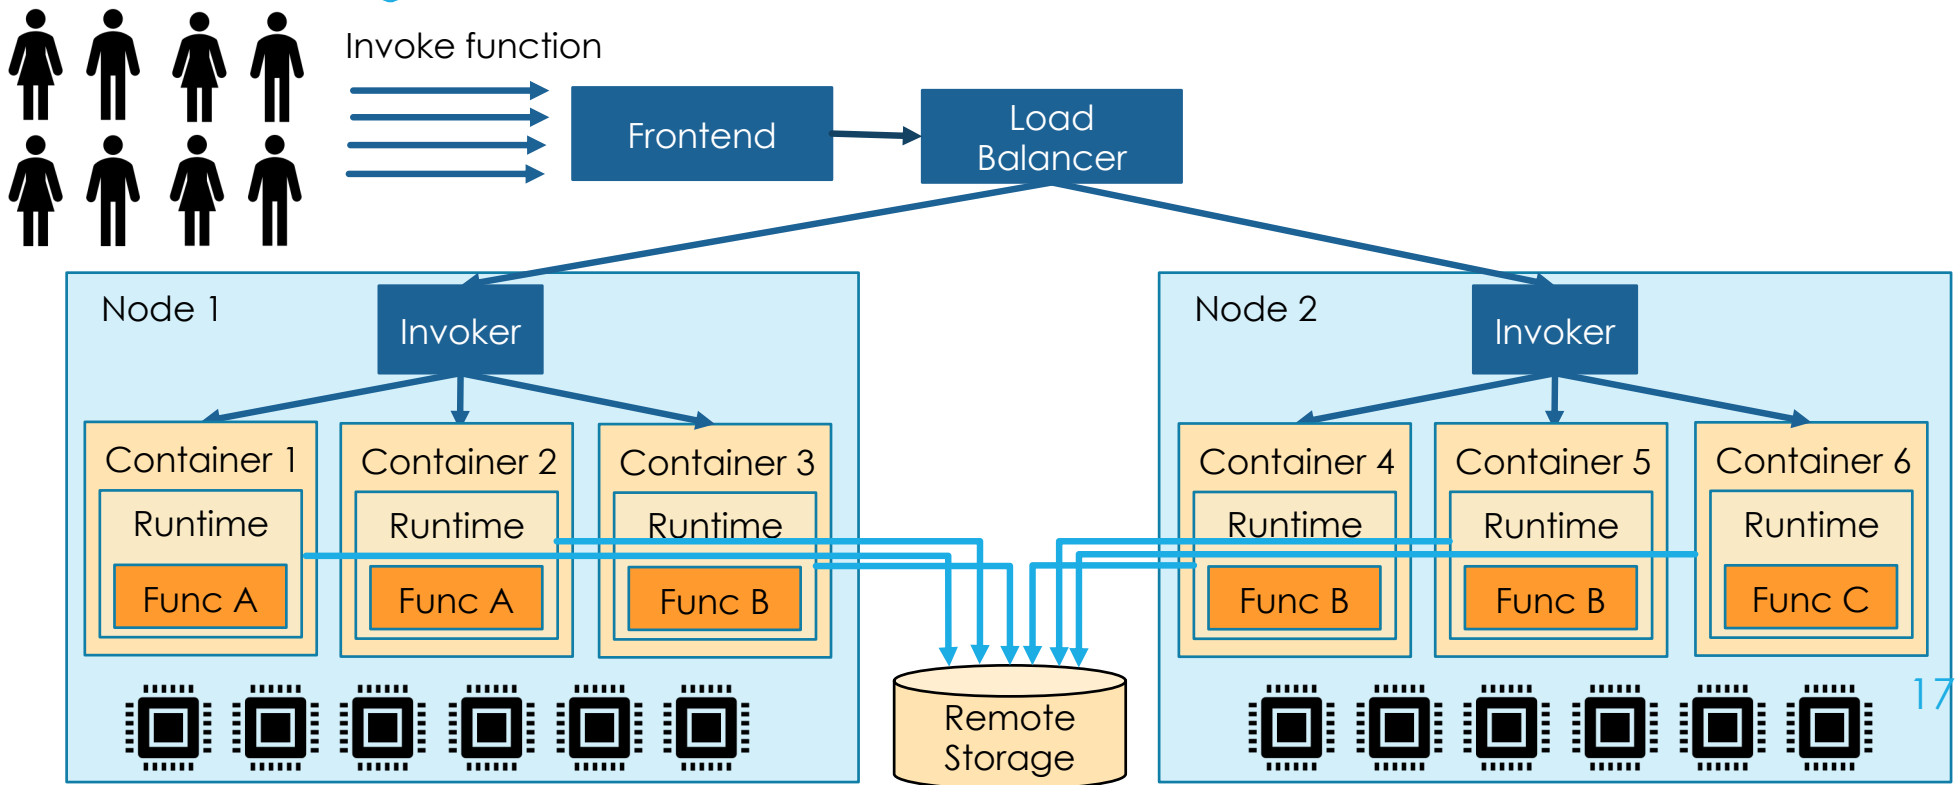 Invoke function
Frontend
Load
Balancer
Node 1
Invoker
Container 1
Runtime
Func A
Container 2
Runtime
Func A
Container 3
Runtime
Func B
Node 2
Invoker
Container 4
Runtime
Func B
Container 5
Runtime
Func B
Container 6
Runtime
Func C
Remote
Storage
17